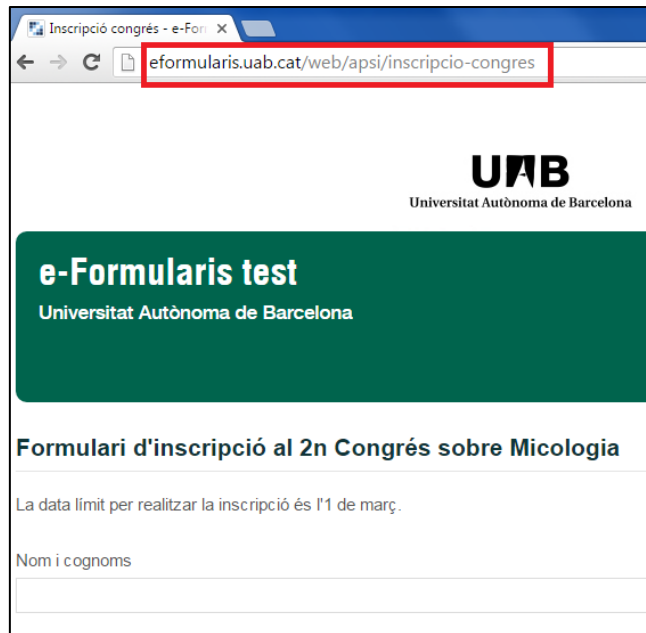 Inscripció congrés - e-For
eformularis.uab.cat/web/apsi/inscripcio-congres
UAB
Universitat Autònoma de Barcelona
e-Formularis test
Universitat Autònoma de Barcelona
Formulari d'inscripció al 2n Congrés sobre Micologia
La data límit per realitzar la inscripció és l'1 de març.
Nom i cognoms